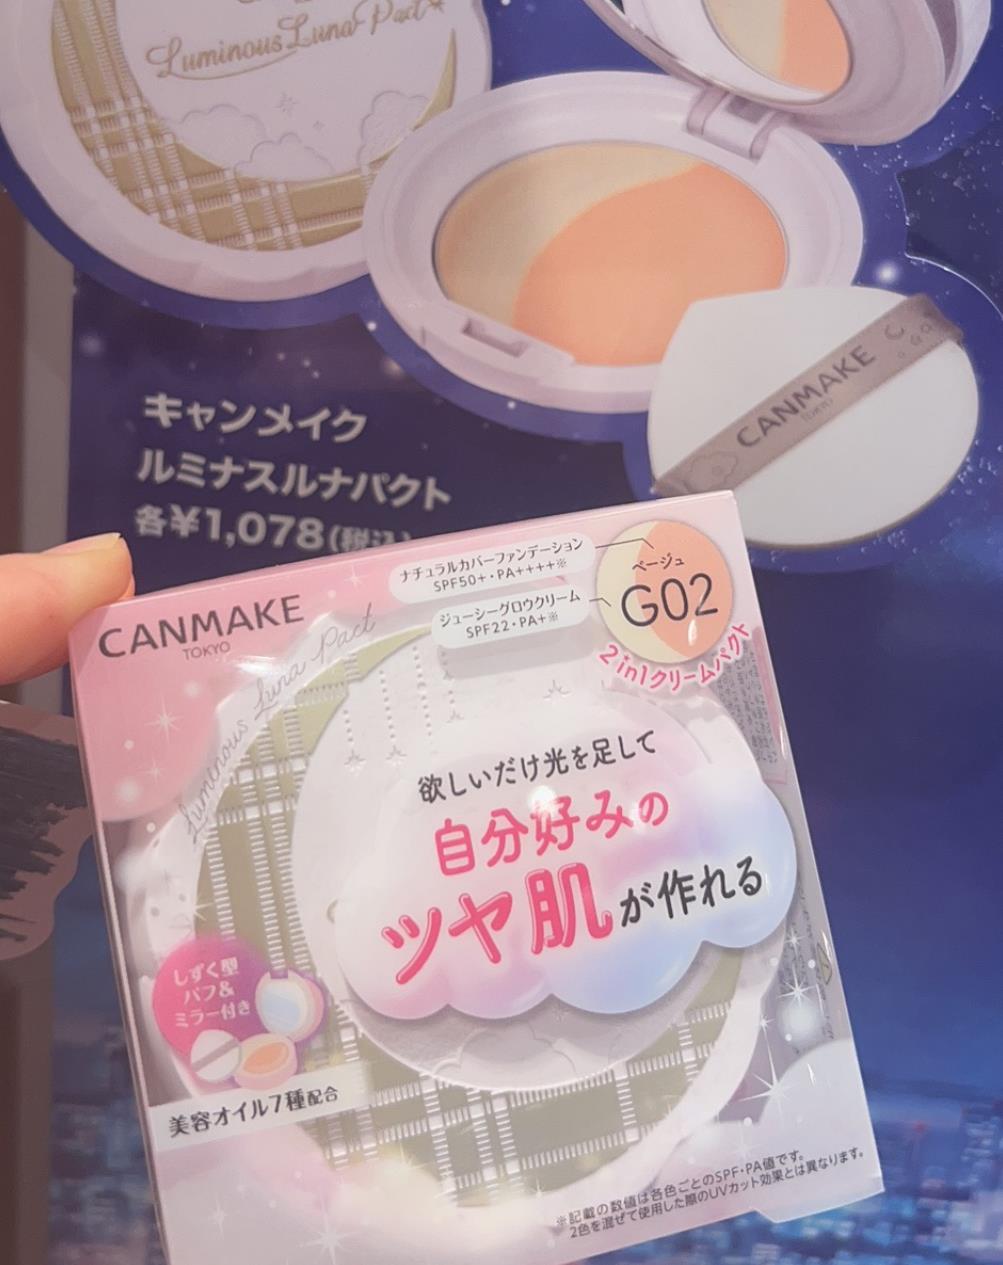 Luminous Luna Pact
CANMAKE
TOKYO
キャンメイク
ルミナスルナパクト
各¥1,078(税込)
ナチュラルカバーファンデーション
SPF50+・PA++++※
ジューシーグロウクリーム
SPF22・PA+※
ベージュ
G02
2in1クリームパクト
CANMAKE
TOKYO
Luminous Luna Pact
欲しいだけ光を足して
自分好みの
ツヤ肌が作れる
しずく型
パフ&
ミラー付き
美容オイル7種配合
※記載の数値は各色ごとのSPF・PA値です。
2色を混ぜて使用した際のUVカット効果とは異なります。